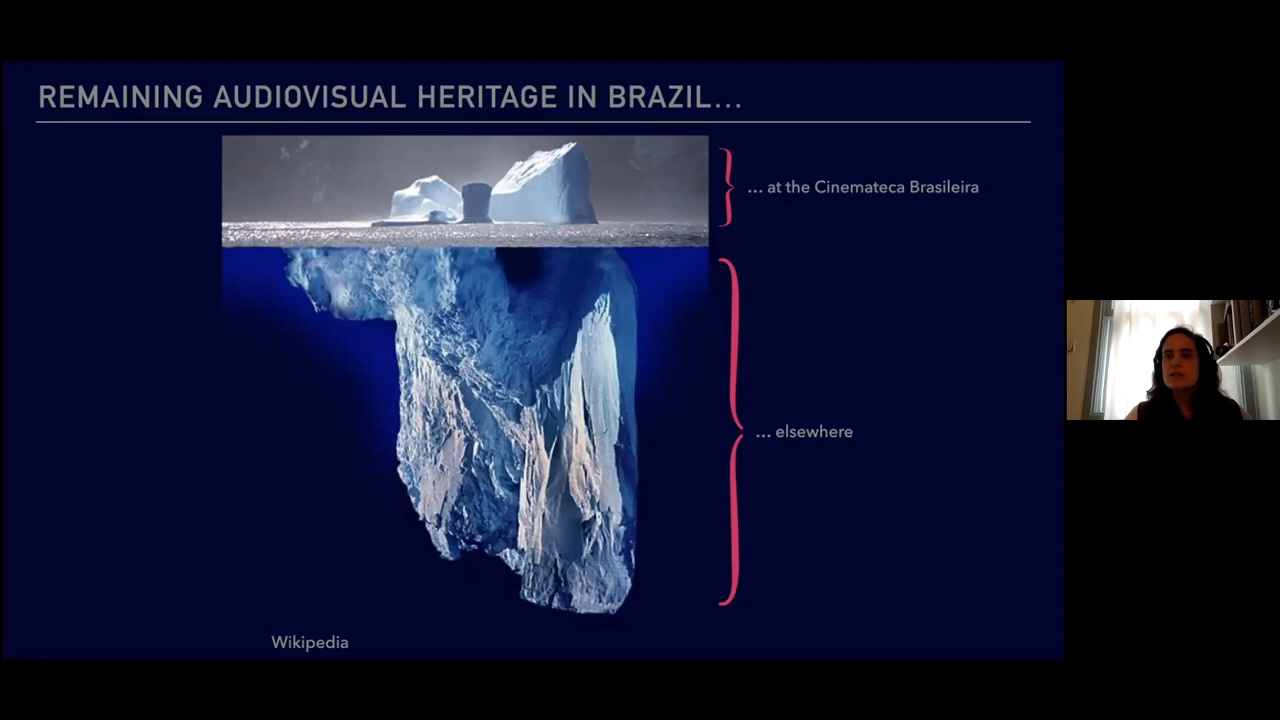 REMAINING AUDIOVISUAL HERITAGE IN BRAZIL…
… at the Cinemateca Brasileira
… elsewhere
Wikipedia